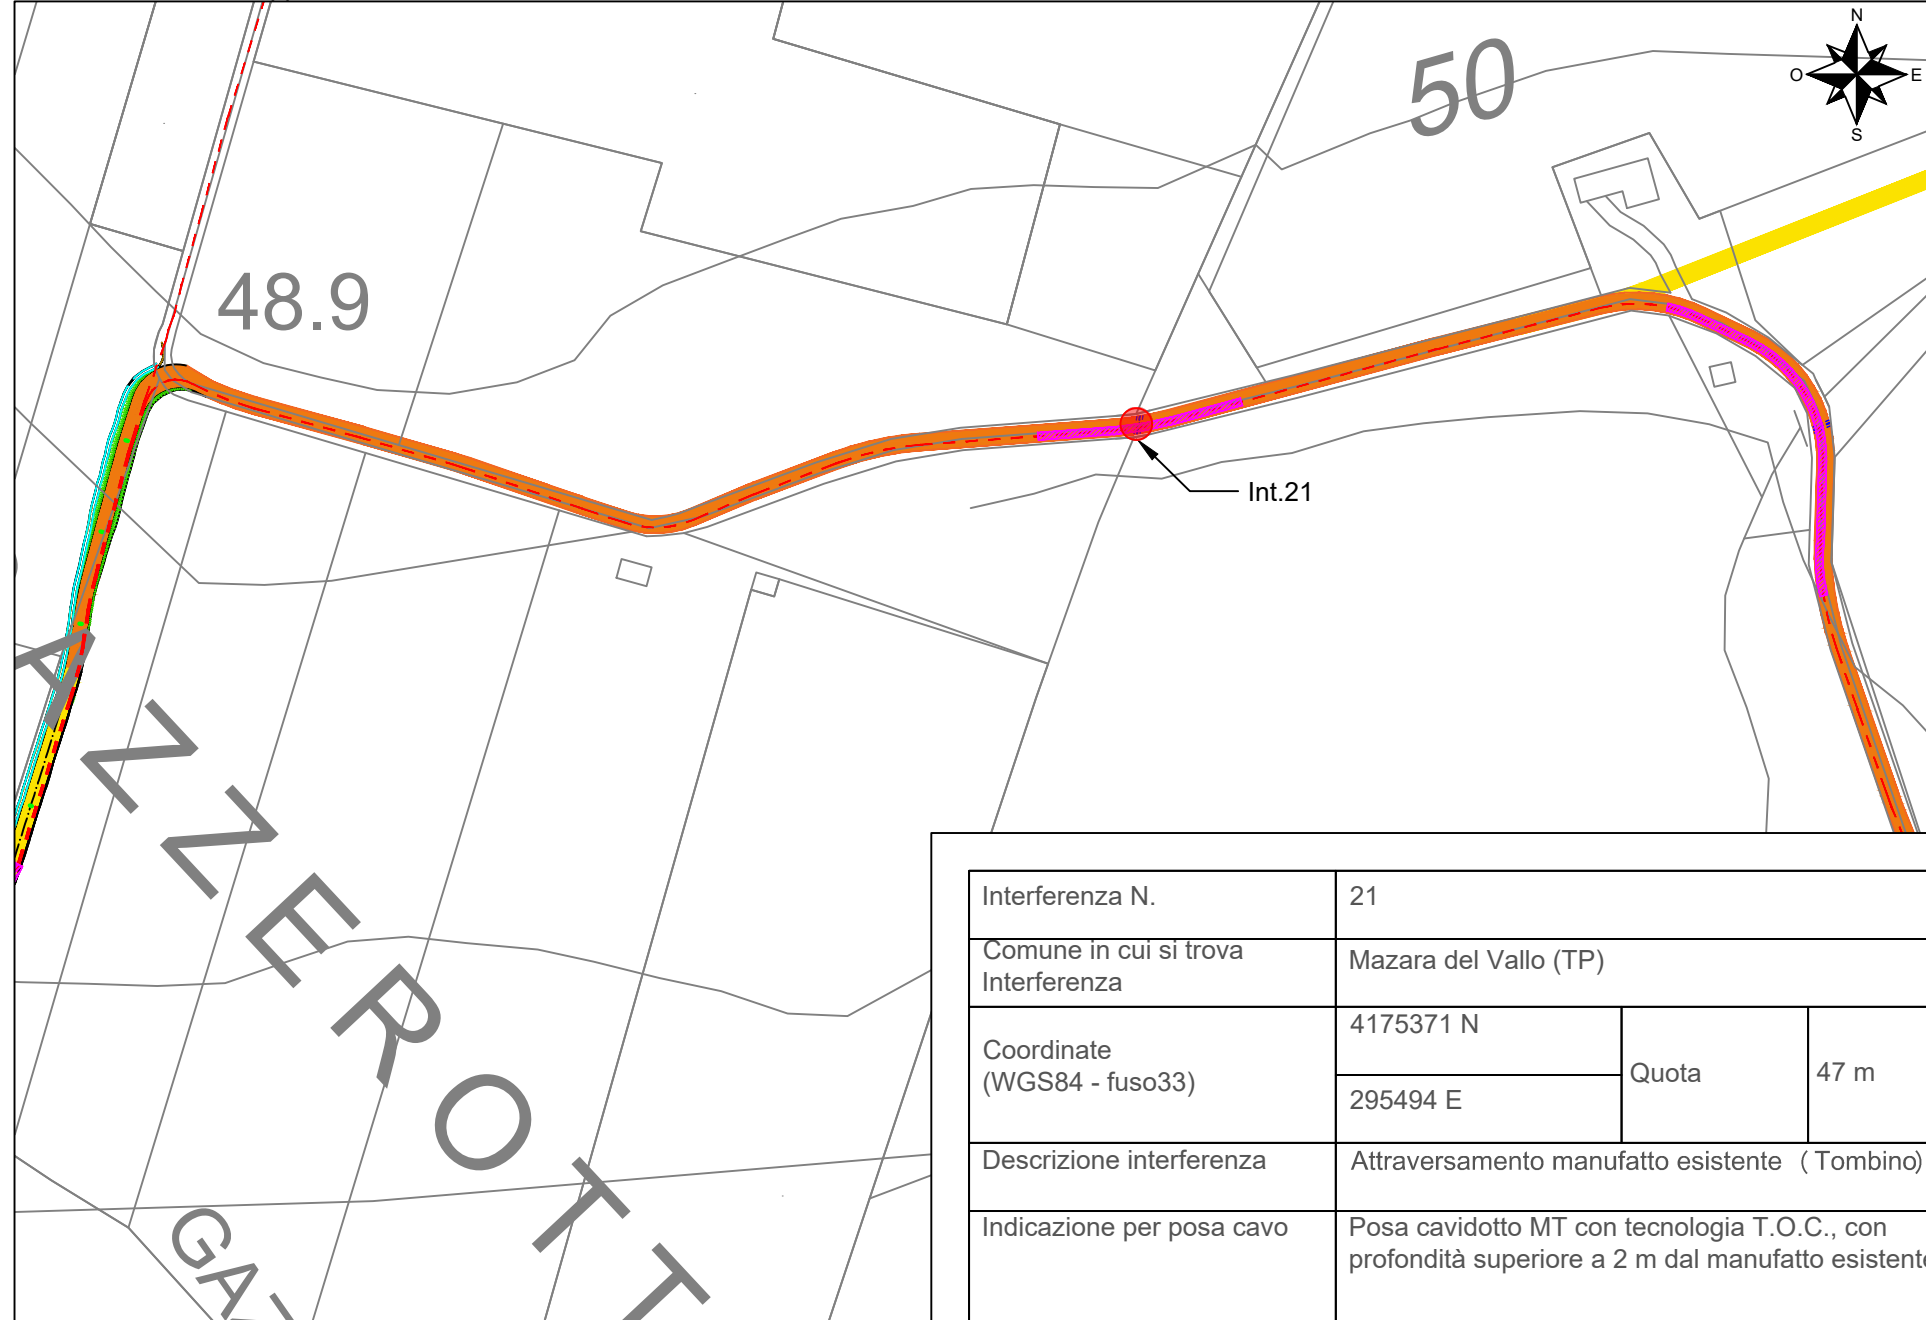 N
O E
S
50
48.9
Int.21
AZZEROTT
GAZ
Interferenza N. 21
Comune in cui si trova
Interferenza
Mazara del Vallo (TP)
Coordinate
(WGS84 - fuso33)
4175371 N
295494 E
Quota 47 m
Descrizione interferenza Attraversamento manufatto esistente (Tombino)
Indicazione per posa cavo Posa cavidotto MT con tecnologia T.O.C., con
profondità superiore a 2 m dal manufatto esistente